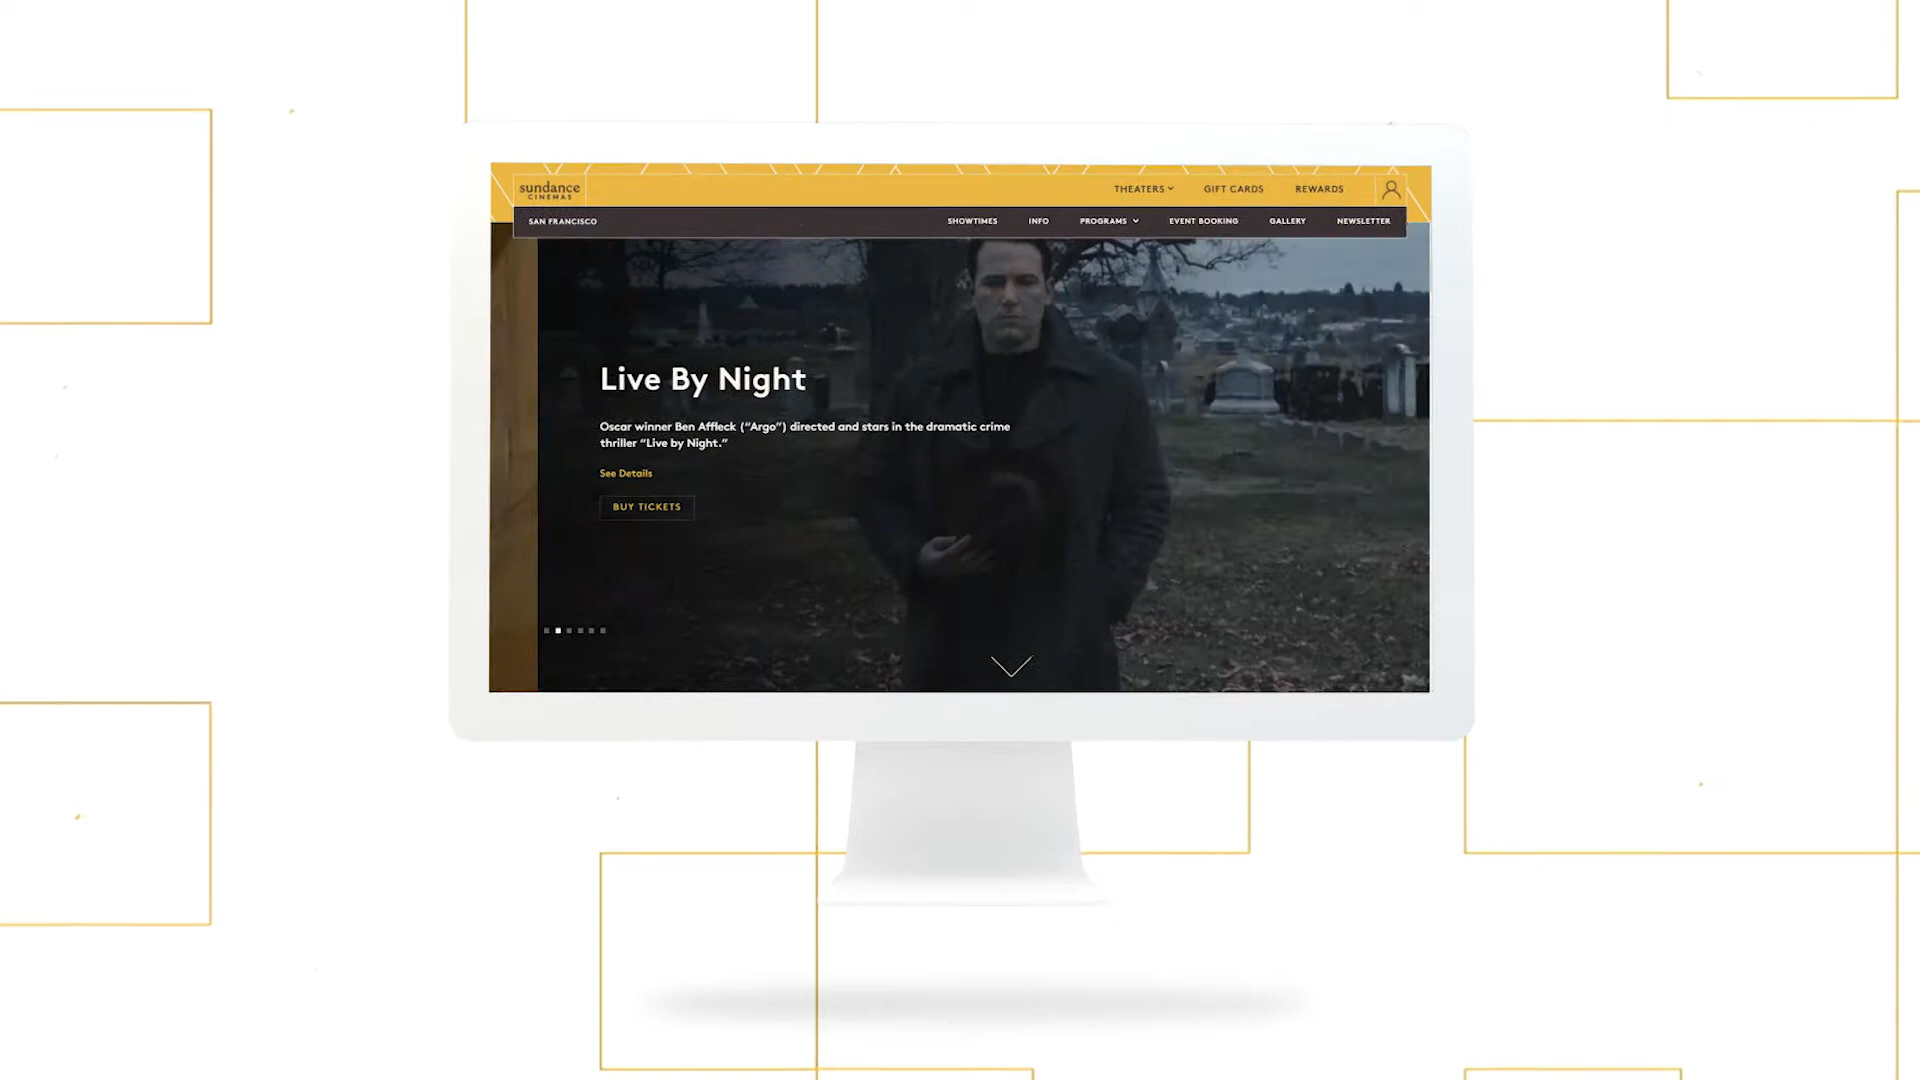 sundance
CINEMAS
THEATERS GIFT CARDS REWARDS
SAN FRANCISCO SHOWTIMES INFO PROGRAMS EVENT BOOKING GALLERY NEWSLETTER
Live By Night
Oscar winner Ben Affleck (“Argo”) directed and stars in the dramatic crime
thriller “Live by Night.”
See Details
BUY TICKETS